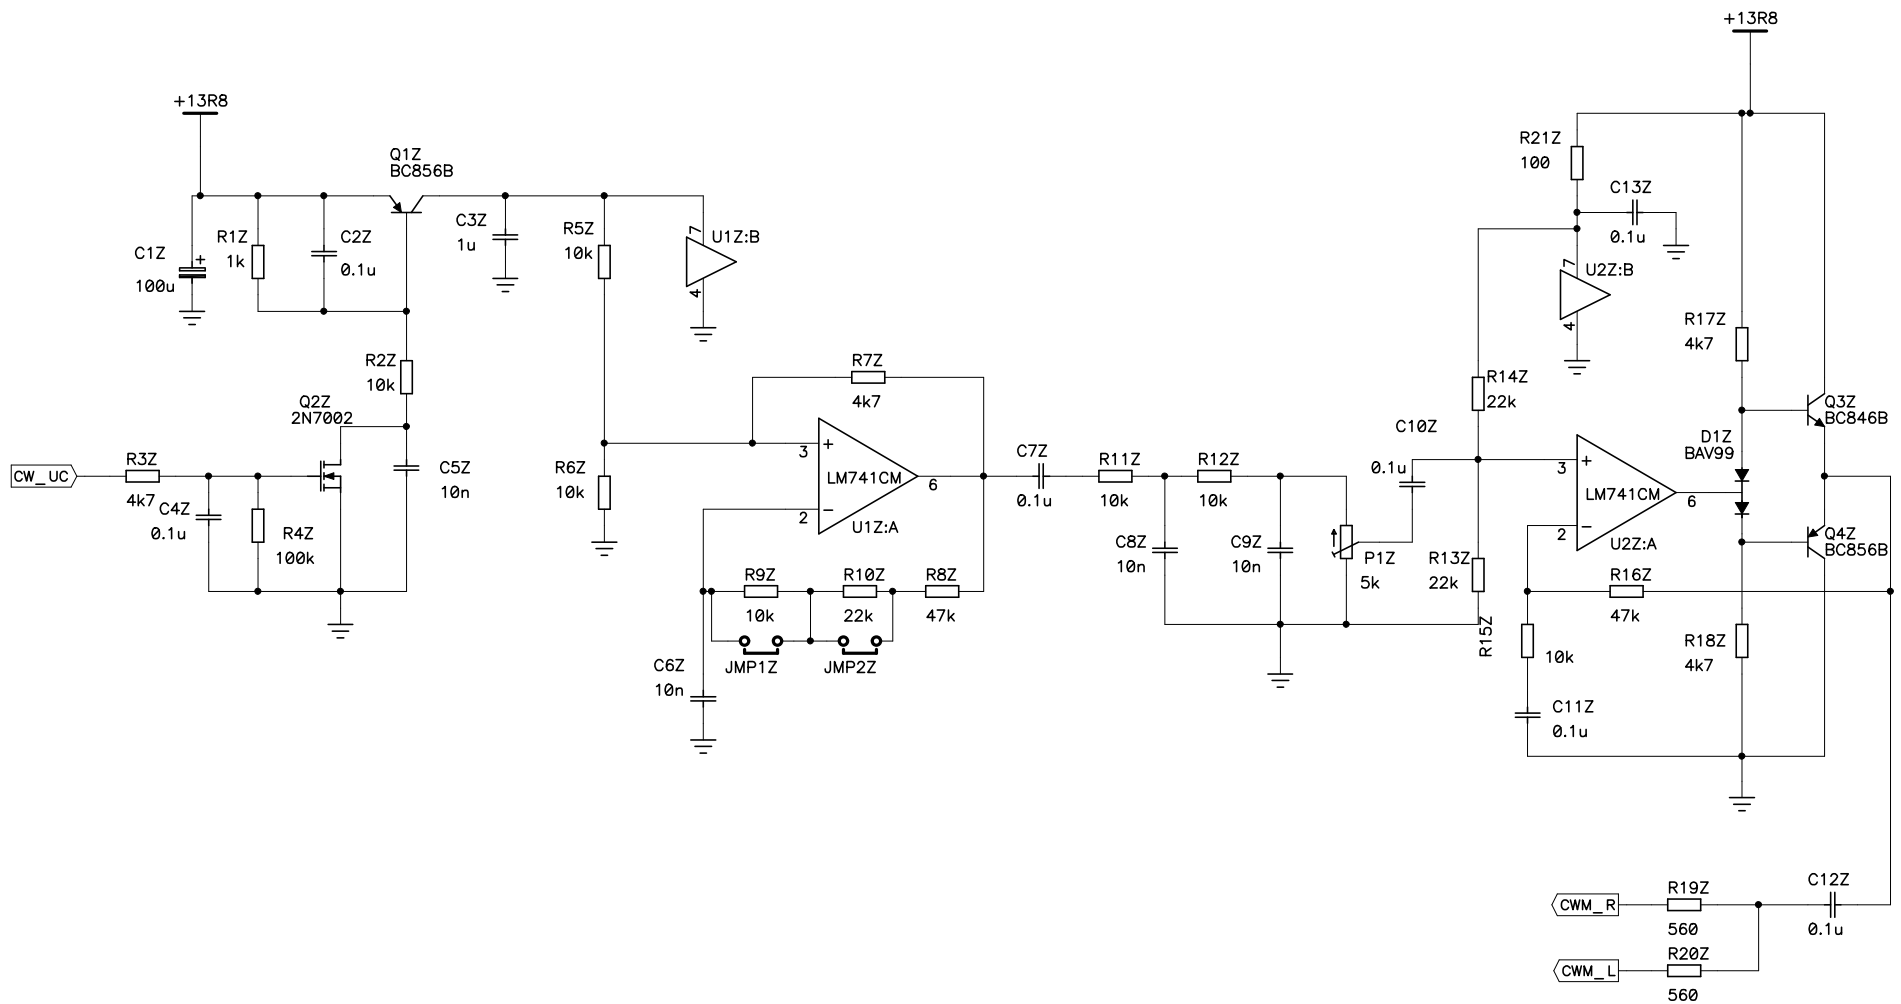 +13R8
+13R8
Q1Z
BC856B
R1Z
1k
C2Z
0.1u
C1Z
+
100u
C3Z
1u
R5Z
10k
7
U1Z:B
4
R21Z
100
C13Z
0.1u
7
U2Z:B
4
R17Z
4k7
R2Z
10k
Q2Z
2N7002
R7Z
4k7
R14Z
22k
Q3Z
BC846B
CW_UC
R3Z
4k7
C4Z
0.1u
R4Z
100k
C5Z
10n
R6Z
10k
3
+
LM741CM
6
2
−
U1Z:A
C7Z
0.1u
R11Z
10k
R12Z
10k
C10Z
0.1u
3
+
LM741CM
6
2
−
U2Z:A
D1Z
BAV99
Q4Z
BC856B
C8Z
10n
C9Z
10n
P1Z
5k
R13Z
22k
R9Z
10k
R10Z
22k
R8Z
47k
JMP1Z
JMP2Z
C6Z
10n
R16Z
47k
R15Z
10k
R18Z
4k7
C11Z
0.1u
C12Z
0.1u
CWM_R
R19Z
560
CWM_L
R20Z
560